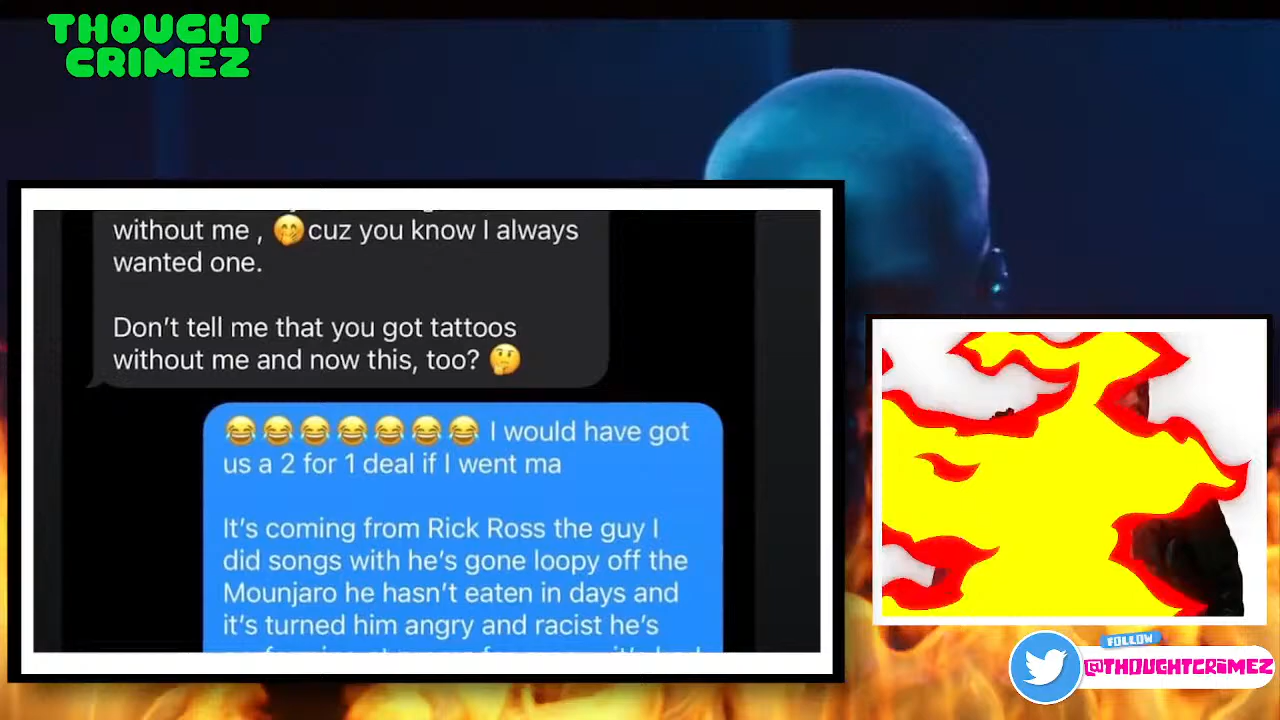 THOUGHT
CRIMEZ
without me , 🤭cuz you know I always
wanted one.
Don't tell me that you got tattoos
without me and now this, too? 🤔
😂😂😂😂😂😂😂 I would have got
us a 2 for 1 deal if I went ma
It's coming from Rick Ross the guy I
did songs with he's gone loopy off the
Mounjaro he hasn't eaten in days and
it's turned him angry and racist he's
FOLLOW
@THOUGHTCRIMEZ